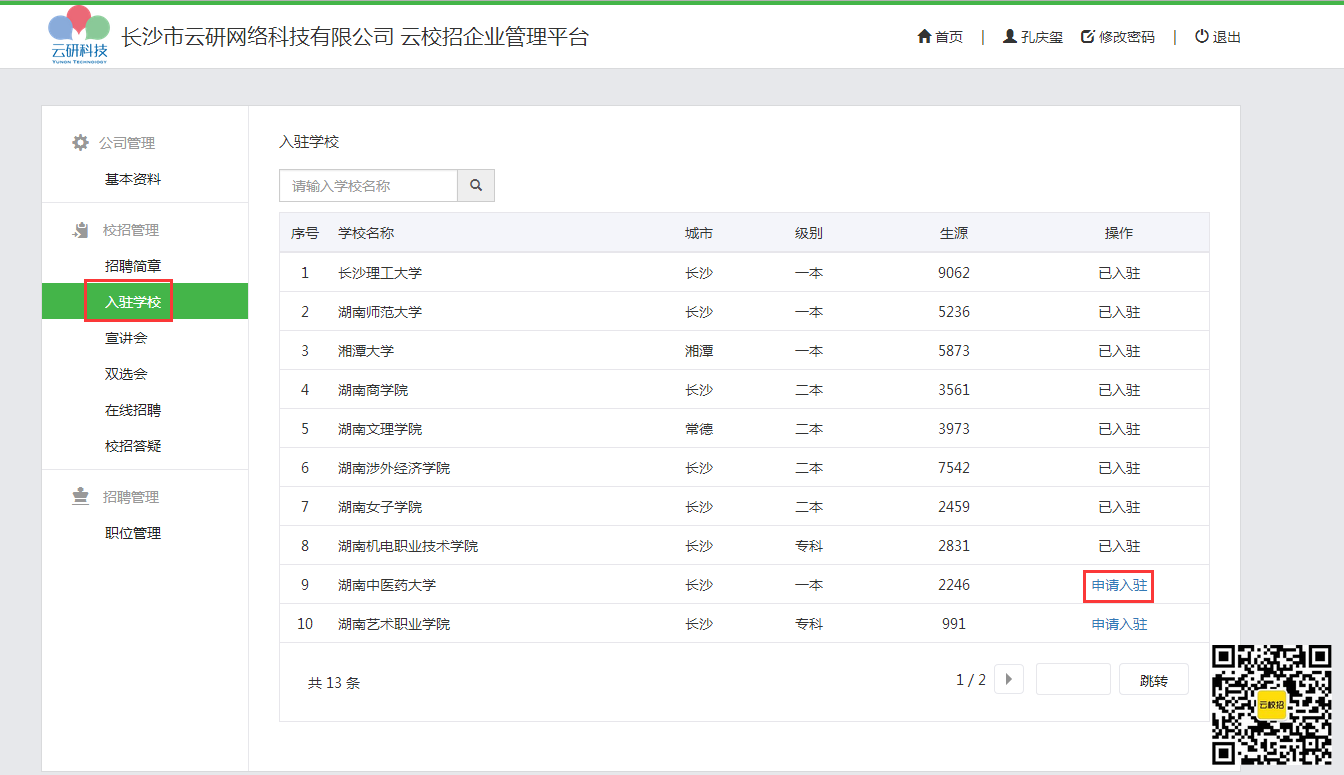 云研科技
YUNON TECHNOLOGY
长沙市云研网络科技有限公司 云校招企业管理平台
首页 | 孔庆玺 修改密码 | 退出
公司管理
基本资料
校招管理
招聘简章
入驻学校
宣讲会
双选会
在线招聘
校招答疑
招聘管理
职位管理
入驻学校
请输入学校名称
序号 学校名称 城市 级别 生源 操作
1 长沙理工大学 长沙 一本 9062 已入驻
2 湖南师范大学 长沙 一本 5236 已入驻
3 湘潭大学 湘潭 一本 5873 已入驻
4 湖南商学院 长沙 二本 3561 已入驻
5 湖南文理学院 常德 二本 3973 已入驻
6 湖南涉外经济学院 长沙 二本 7542 已入驻
7 湖南女子学院 长沙 二本 2459 已入驻
8 湖南机电职业技术学院 长沙 专科 2831 已入驻
9 湖南中医药大学 长沙 一本 2246 申请入驻
10 湖南艺术职业学院 长沙 专科 991 申请入驻
共 13 条
1 / 2 跳转
云校招